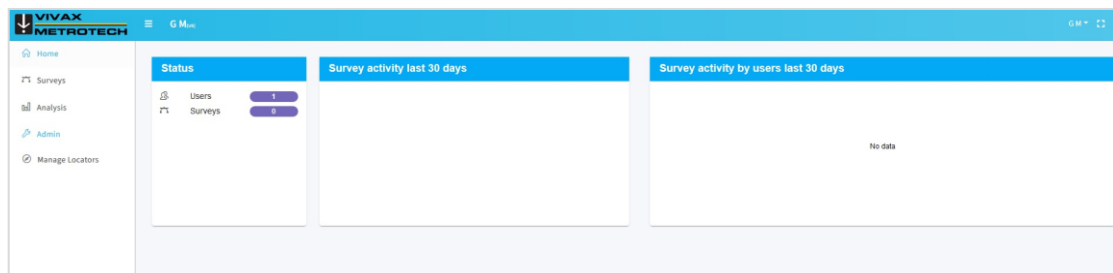 VIVAX
METROTECH
G M
G M
Home
Surveys
Analysis
Admin
Manage Locators
Status
Users 1
Surveys 0
Survey activity last 30 days
Survey activity by users last 30 days
No data